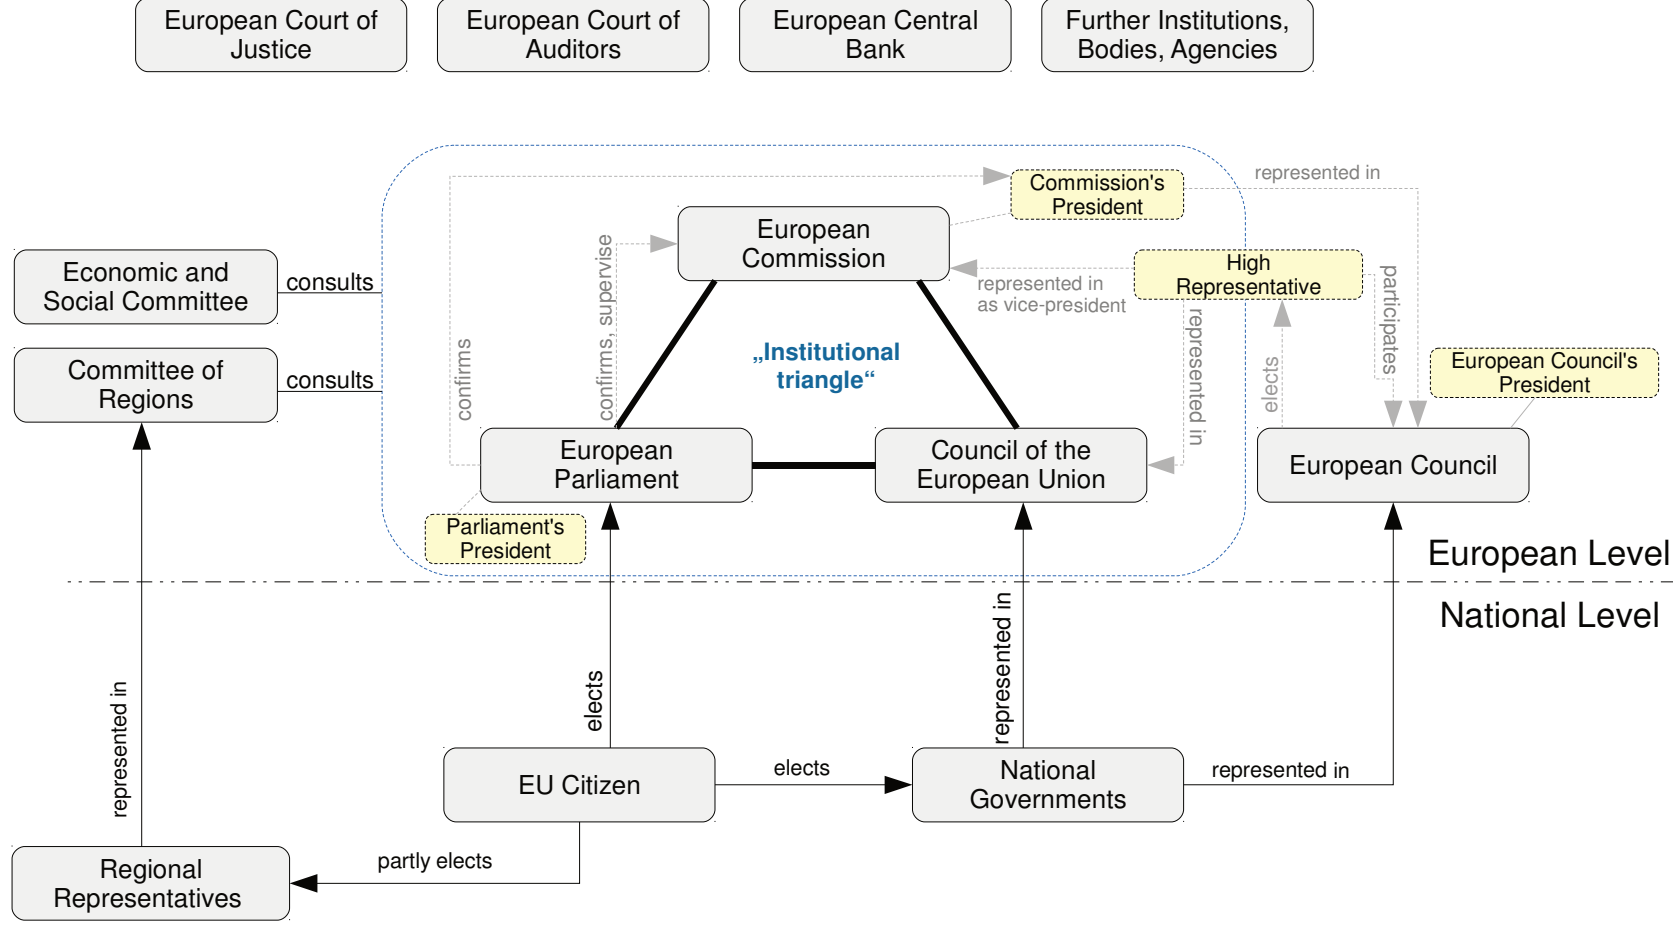 European Court of
Justice
European Court of
Auditors
European Central
Bank
Further Institutions,
Bodies, Agencies
Commission's
President
represented in
European
Commission
High
Representative
represented in
as vice-president
Economic and
Social Committee
consults
Committee of
Regions
consults
confirms
confirms, supervise
„Institutional
triangle“
represented in
elects
participates
European Council's
President
European
Parliament
Council of the
European Union
European Council
Parliament's
President
European Level
National Level
represented in
elects
represented in
EU Citizen
elects
National
Governments
represented in
partly elects
Regional
Representatives